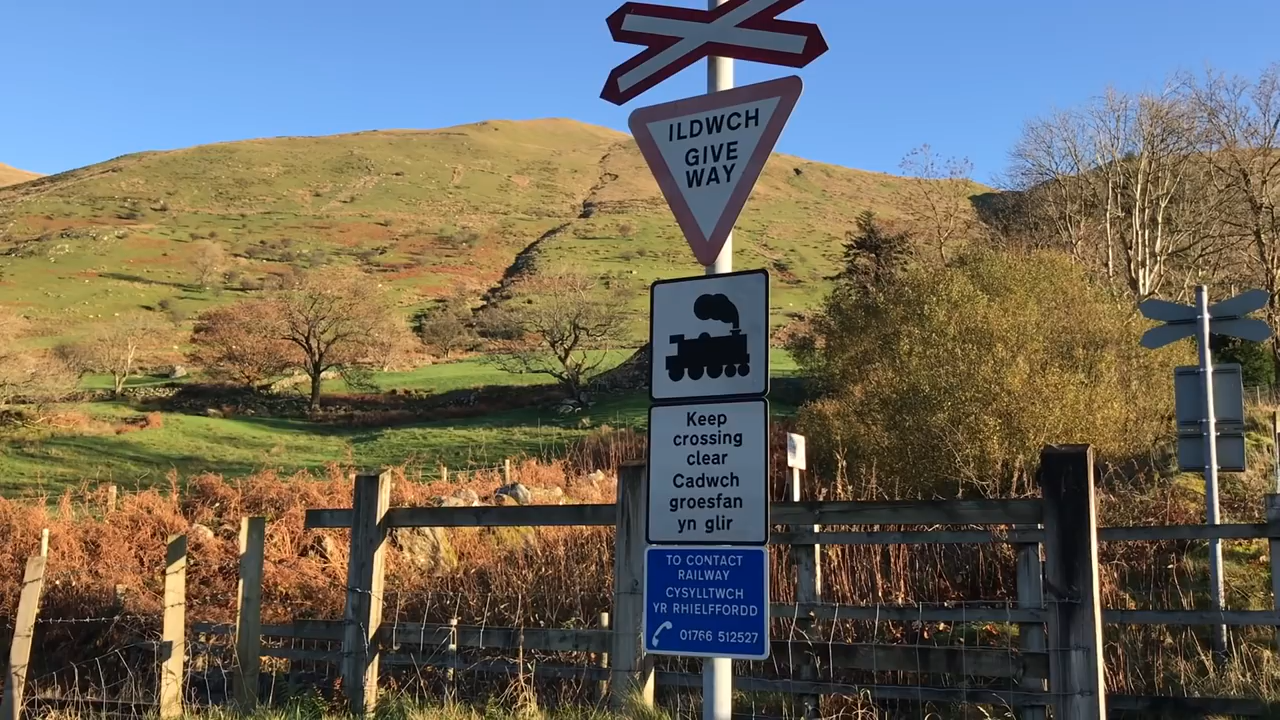 ILDWCH
GIVE
WAY
Keep
crossing
clear
Cadwch
groesfan
yn glir
TO CONTACT
RAILWAY
CYSYLLTWCH
YR RHIELFFORDD
01766 512527